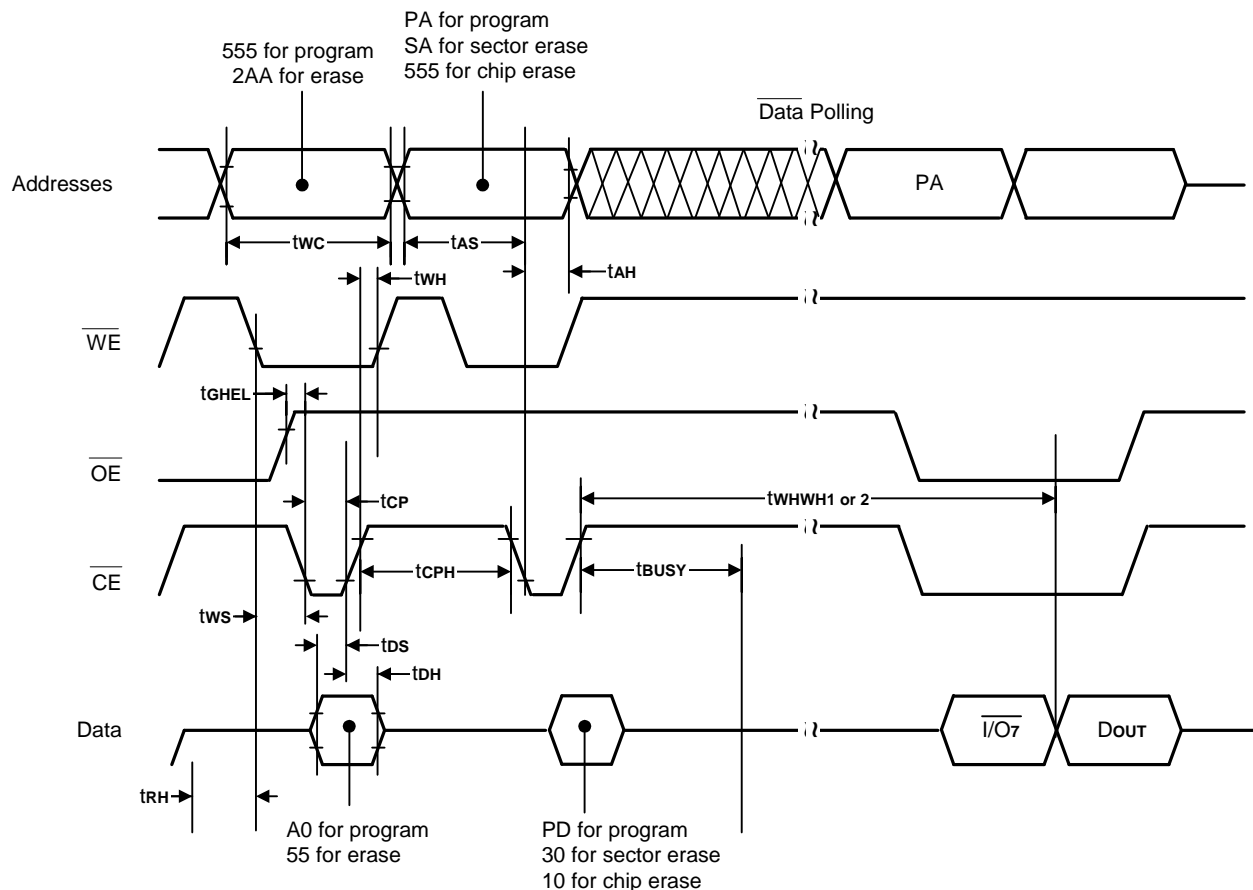 555 for program
2AA for erase
PA for program
SA for sector erase
555 for chip erase
Data Polling
Addresses
PA
tWC
tAS
tWH
tAH
WE
tGHEL
OE
tCP
tWHWH1 or 2
CE
tCPH
tBUSY
tWS
tDS
tDH
Data
I/O7
DOUT
tRH
A0 for program
55 for erase
PD for program
30 for sector erase
10 for chip erase